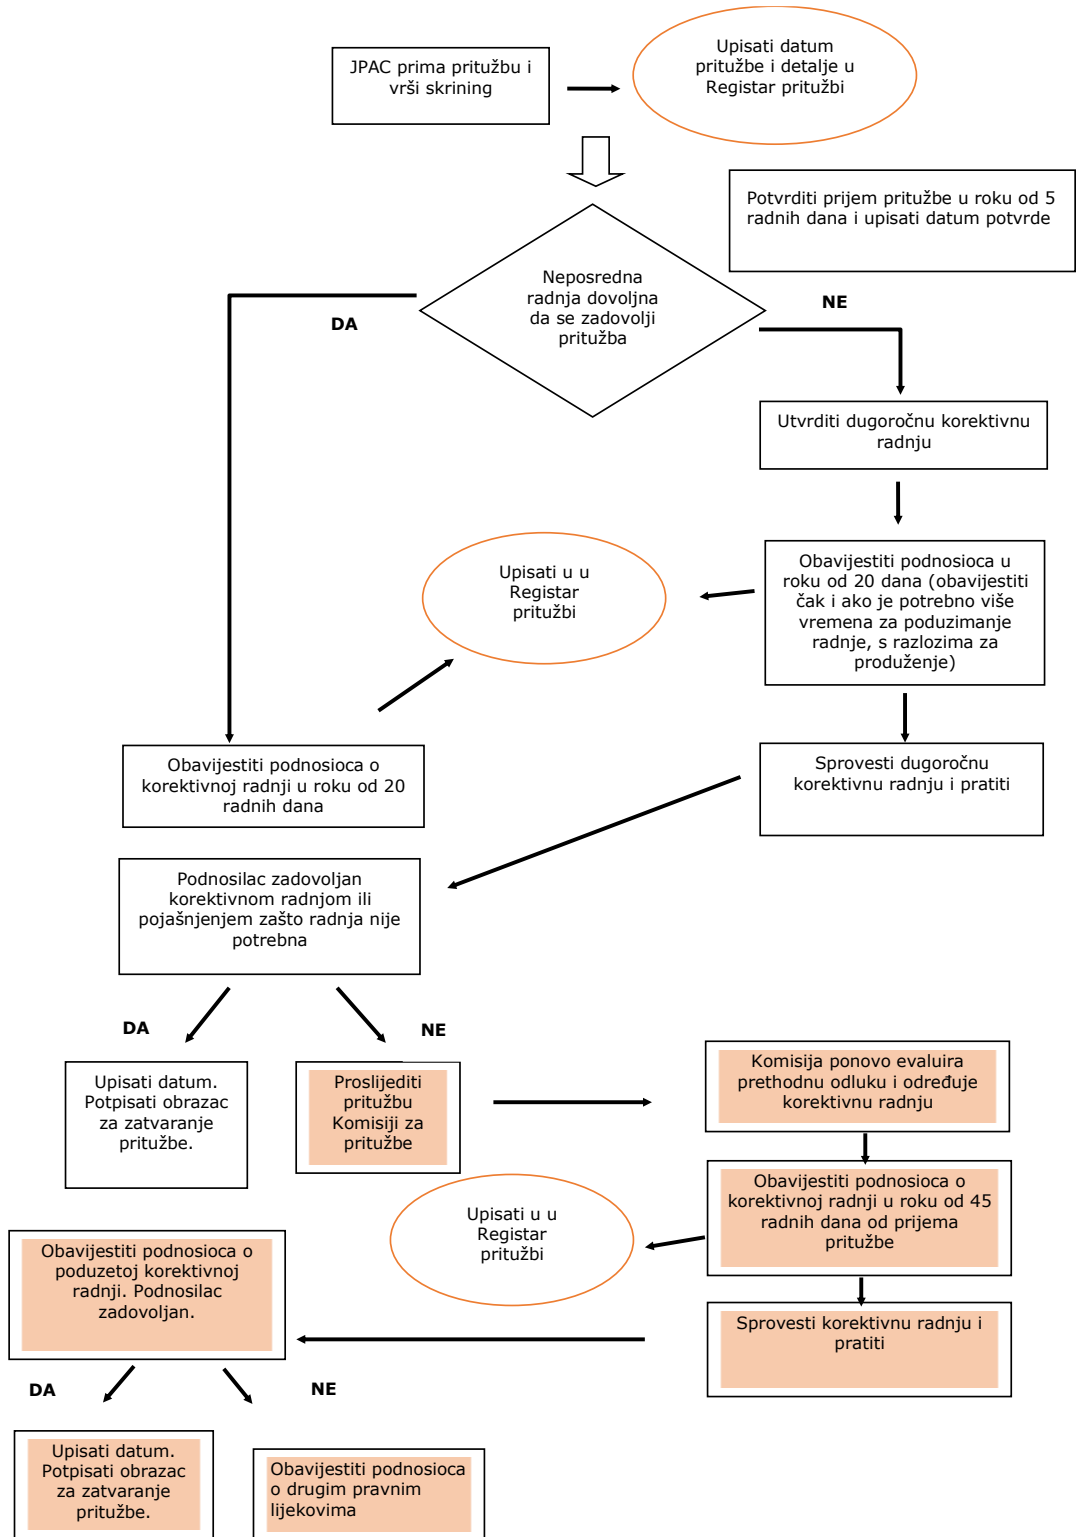 JPAC prima pritužbu i
vrši skrining
Upisati datum
pritužbe i detalje u
Registar pritužbi
Potvrditi prijem pritužbe u roku od 5
radnih dana i upisati datum potvrde
Neposredna
radnja dovoljna
da se zadovolji
pritužba
DA
NE
Utvrditi dugoročnu korektivnu
radnju
Obavijestiti podnosioca u
roku od 20 dana (obavijestiti
čak i ako je potrebno više
vremena za poduzimanje
radnje, s razlozima za
produženje)
Upisati u u
Registar
pritužbi
Obavijestiti podnosioca o
korektivnoj radnji u roku od 20
radnih dana
Sprovesti dugoročnu
korektivnu radnju i pratiti
Podnosilac zadovoljan
korektivnom radnjom ili
pojašnjenjem zašto radnja nije
potrebna
DA
NE
Upisati datum.
Potpisati obrazac
za zatvaranje
pritužbe.
Proslijediti
pritužbu
Komisiji za
pritužbe
Komisija ponovo evaluira
prethodnu odluku i određuje
korektivnu radnju
Obavijestiti podnosioca o
korektivnoj radnji u roku od 45
radnih dana od prijema
pritužbe
Upisati u u
Registar
pritužbi
Sprovesti korektivnu radnju i
pratiti
Obavijestiti podnosioca o
poduzetoj korektivnoj
radnji. Podnosilac
zadovoljan.
DA
NE
Upisati datum.
Potpisati obrazac
za zatvaranje
pritužbe.
Obavijestiti podnosioca
o drugim pravnim
lijekovima